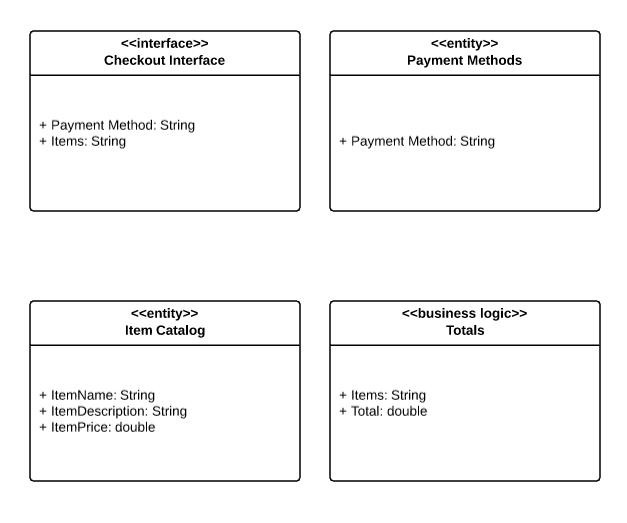 <<interface>>
Checkout Interface
+ Payment Method: String
+ Items: String
<<entity>>
Payment Methods
+ Payment Method: String
<<entity>>
Item Catalog
+ ItemName: String
+ ItemDescription: String
+ ItemPrice: double
<<business logic>>
Totals
+ Items: String
+ Total: double